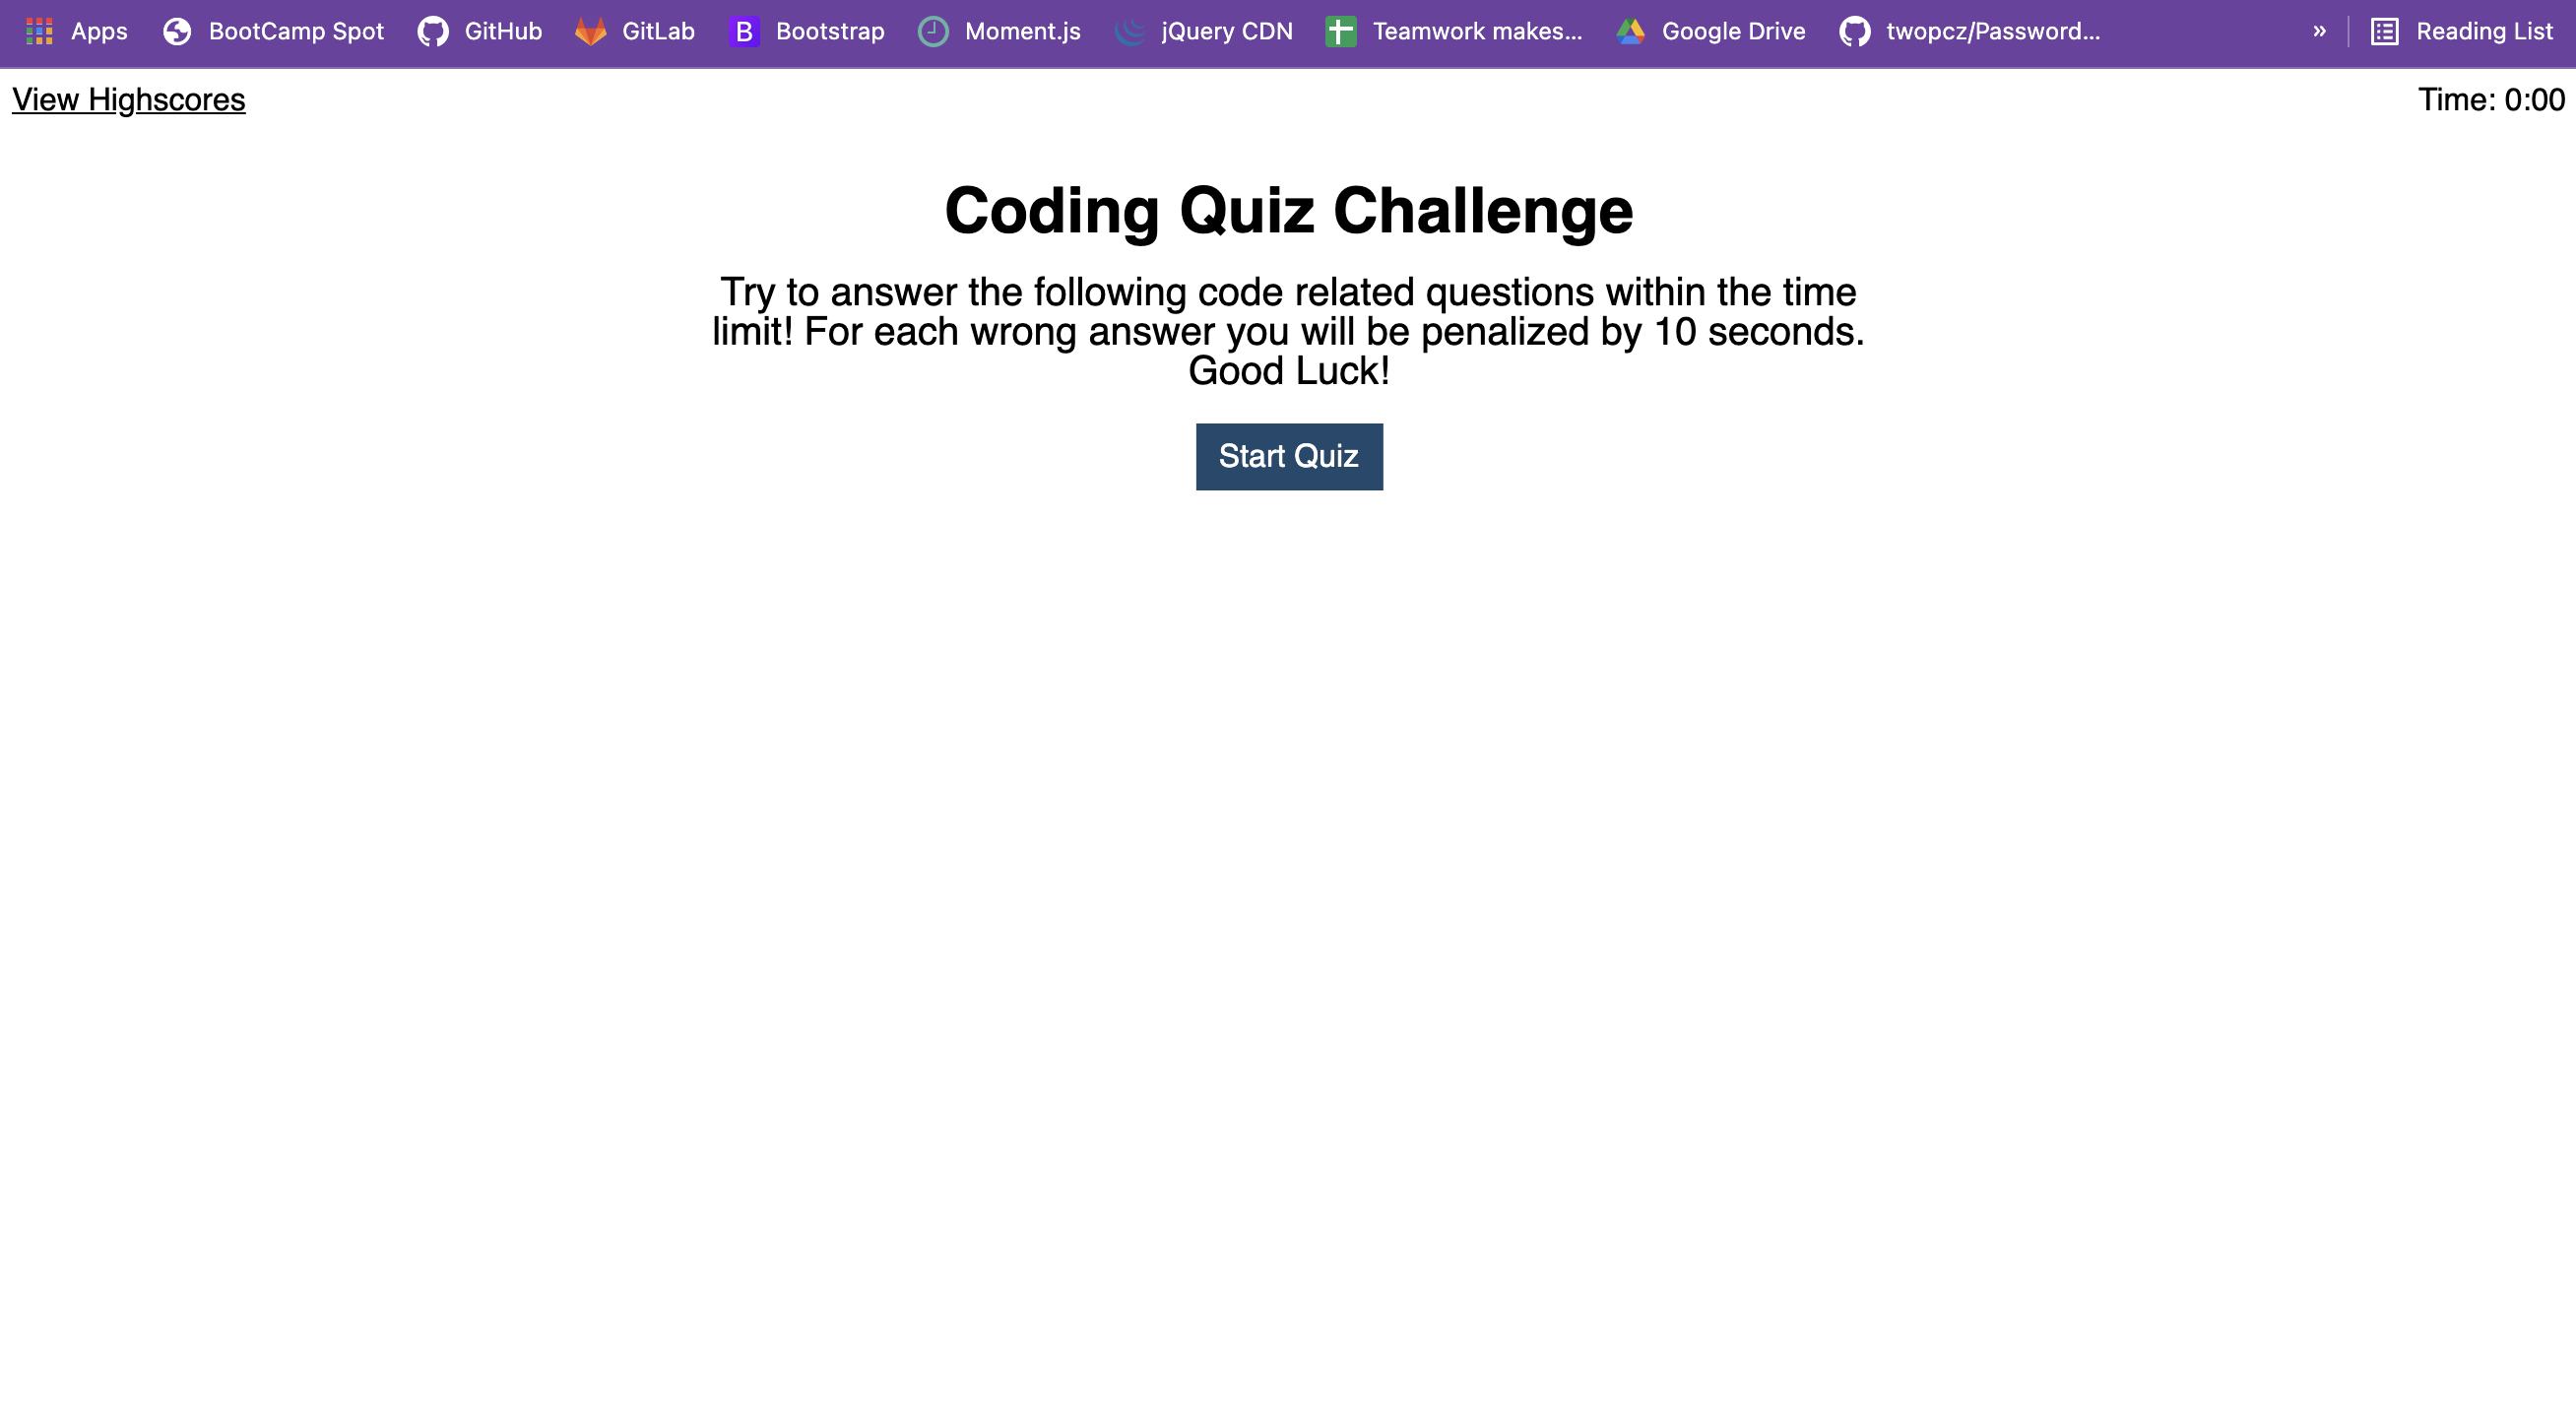 Apps BootCamp Spot GitHub GitLab B Bootstrap Moment.js jQuery CDN Teamwork makes... Google Drive twopcz/Password... » Reading List
View Highscores Time: 0:00
Coding Quiz Challenge
Try to answer the following code related questions within the time
limit! For each wrong answer you will be penalized by 10 seconds.
Good Luck!
Start Quiz